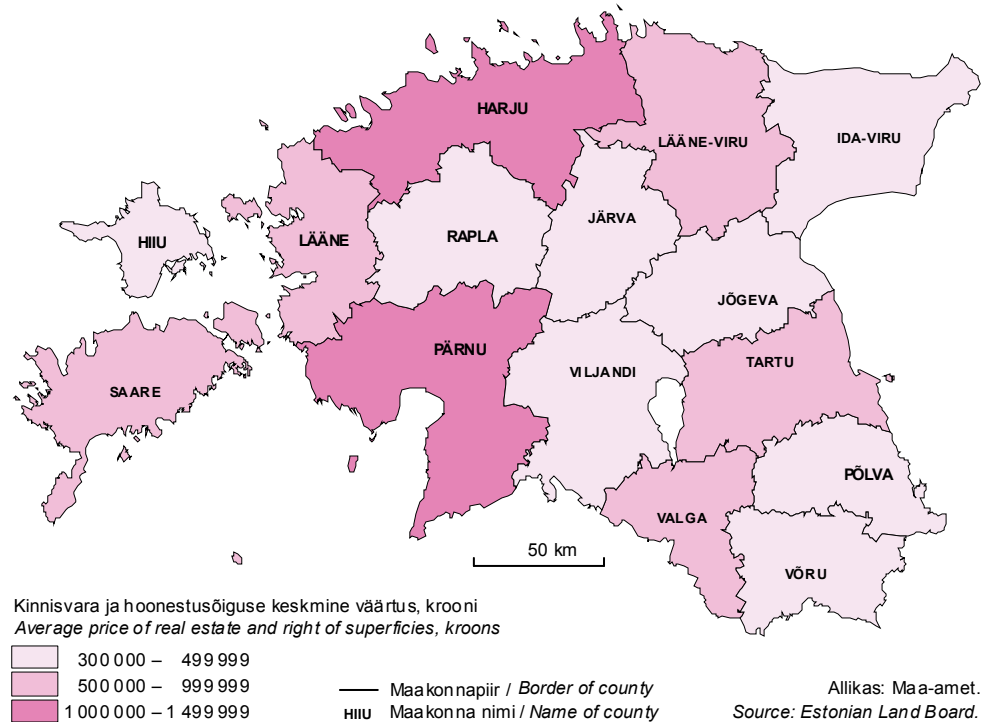 HARJU
LÄÄNE-VIRU
IDA-VIRU
HIIU
LÄÄNE
RAPLA
JÄRVA
JÕGEVA
PÄRNU
VILJANDI
TARTU
SAARE
PÕLVA
VALGA
VÕRU
50 km
Kinnisvara ja hoonestusõiguse keskmine väärtus, krooni
Average price of real estate and right of superficies, kroons
300 000 – 499 999
500 000 – 999 999
1 000 000 – 1 499 999
Maakonnapiir / Border of county
HIIU Maakonna nimi / Name of county
Allikas: Maa-amet.
Source: Estonian Land Board.